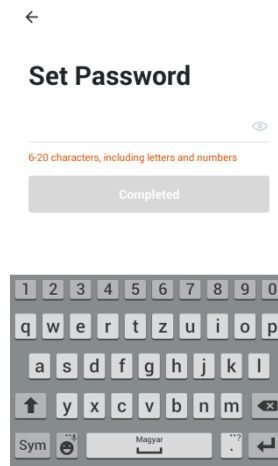 Set Password
6-20 characters, including letters and numbers
Completed
1 2 3 4 5 6 7 8 9 0
q w e r t z u i o p
a s d f g h j k l
y x c v b n m
Sym Magyar . ?